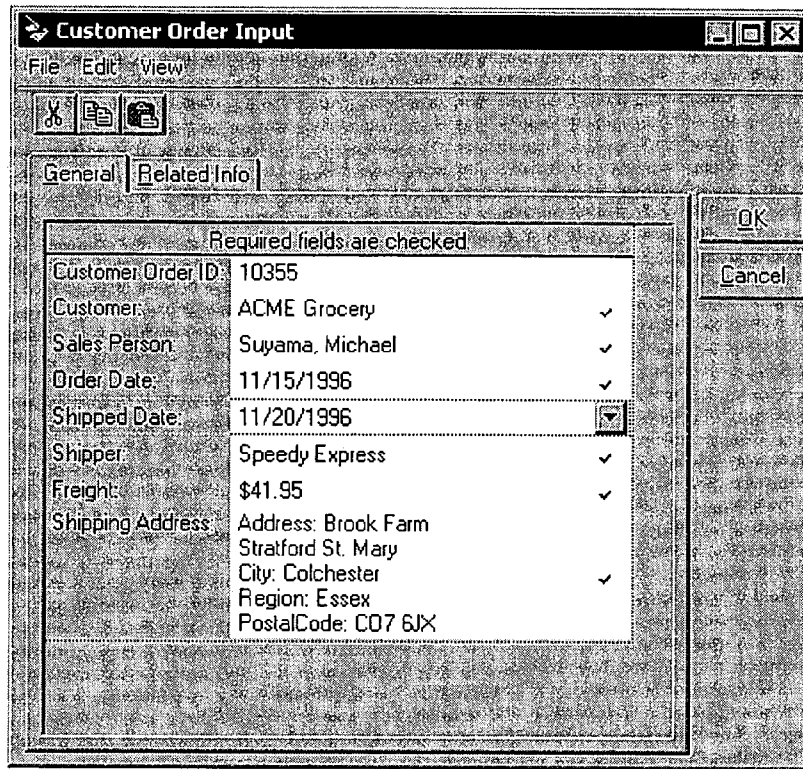 Customer Order Input
File Edit View
General Related Info
OK
Cancel
Required fields are checked
Customer Order ID: 10355
Customer: ACME Grocery
Sales Person: Suyama, Michael
Order Date: 11/15/1996
Shipped Date: 11/20/1996
Shipper: Speedy Express
Freight: $41.95
Shipping Address: Address: Brook Farm
Stratford St. Mary
City: Colchester
Region: Essex
PostalCode: CO7 6JX